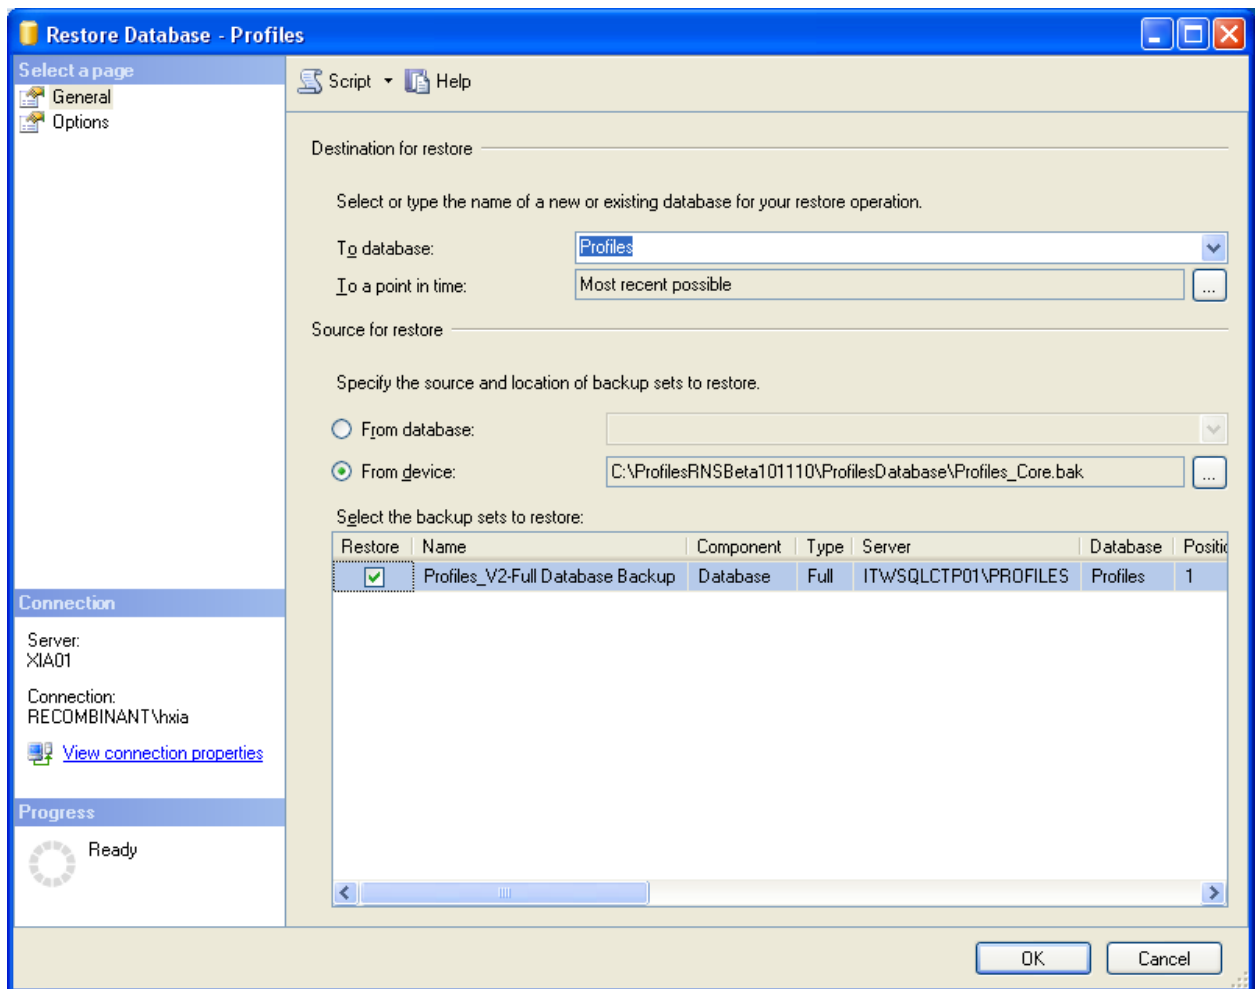 Restore Database - Profiles
Select a page
General
Options
Script
Help
Destination for restore
Select or type the name of a new or existing database for your restore operation.
To database:
Profiles
To a point in time:
Most recent possible
...
Source for restore
Specify the source and location of backup sets to restore.
From database:
From device:
C:\ProfilesRNSBeta101110\ProfilesDatabase\Profiles_Core.bak
...
Select the backup sets to restore:
Restore Name Component Type Server Database Positic
Profiles_V2-Full Database Backup Database Full ITWSQLCTP01\PROFILES Profiles 1
Connection
Server:
XIA01
Connection:
RECOMBINANT\hxia
View connection properties
Progress
Ready
OK
Cancel